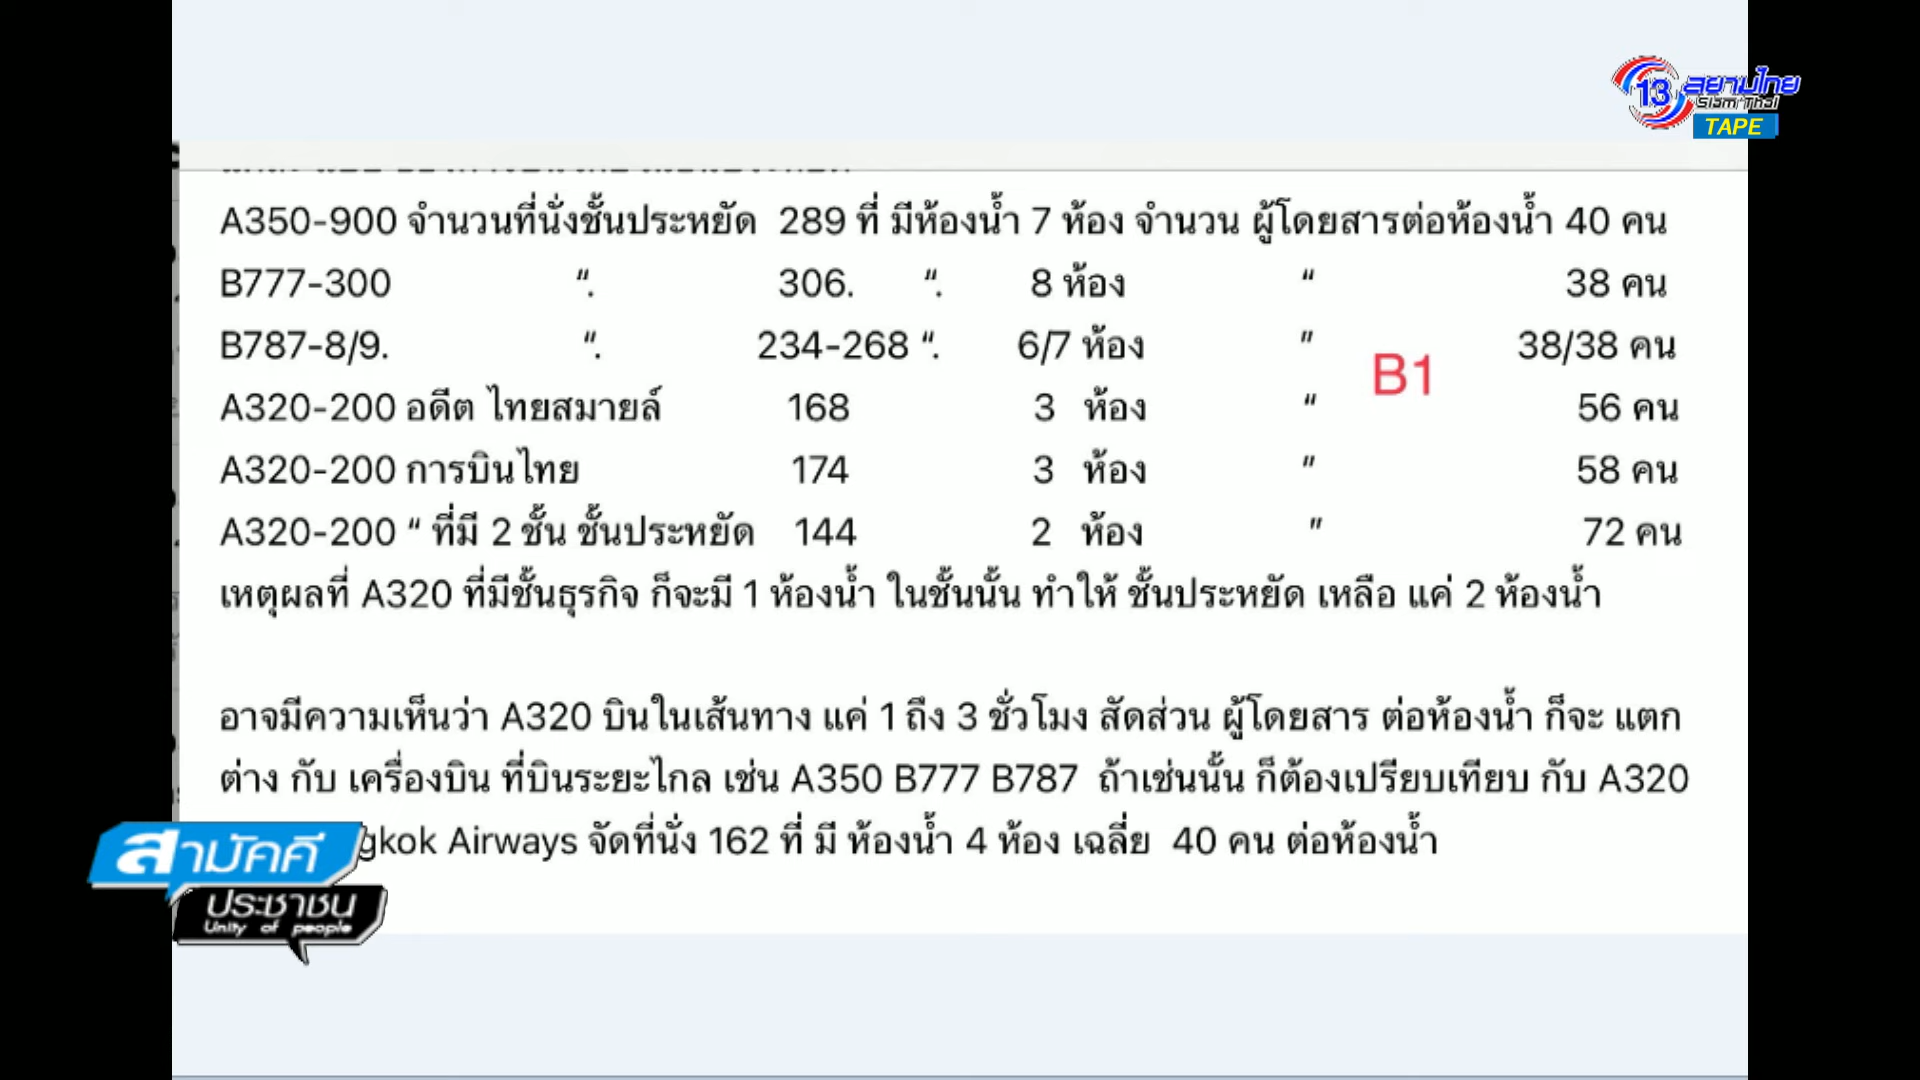 13 สยามไทย
Siam Thai
TAPE
A350-900 จำนวนที่นั่งชั้นประหยัด 289 ที่ มีห้องน้ำ 7 ห้อง จำนวน ผู้โดยสารต่อห้องน้ำ 40 คน
B777-300 “. 306. “. 8 ห้อง “ 38 คน
B787-8/9. “. 234-268 “. 6/7 ห้อง ” 38/38 คน
B1
A320-200 อดีต ไทยสมายล์ 168 3 ห้อง “ 56 คน
A320-200 การบินไทย 174 3 ห้อง ” 58 คน
A320-200 “ ที่มี 2 ชั้น ชั้นประหยัด 144 2 ห้อง ” 72 คน
เหตุผลที่ A320 ที่มีชั้นธุรกิจ ก็จะมี 1 ห้องน้ำ ในชั้นนั้น ทำให้ ชั้นประหยัด เหลือ แค่ 2 ห้องน้ำ
อาจมีความเห็นว่า A320 บินในเส้นทาง แค่ 1 ถึง 3 ชั่วโมง สัดส่วน ผู้โดยสาร ต่อห้องน้ำ ก็จะ แตก
ต่าง กับ เครื่องบิน ที่บินระยะไกล เช่น A350 B777 B787 ถ้าเช่นนั้น ก็ต้องเปรียบเทียบ กับ A320
gkok Airways จัดที่นั่ง 162 ที่ มี ห้องน้ำ 4 ห้อง เฉลี่ย 40 คน ต่อห้องน้ำ
สามัคคี
ประชาชน
Unity of people